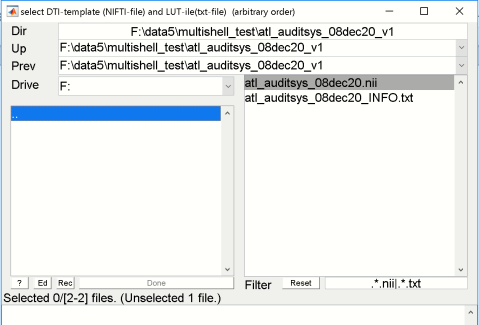 select DTI-template (NIFTI-file) and LUT-ile(txt-file)  (arbitrary order)
Dir F:\data5\multishell_test\atl_auditsys_08dec20_v1
Up F:\data5\multishell_test\atl_auditsys_08dec20_v1
Prev F:\data5\multishell_test\atl_auditsys_08dec20_v1
Drive F:
atl_auditsys_08dec20.nii
atl_auditsys_08dec20_INFO.txt
..
? Ed Rec Done
Filter Reset .*.nii|.*.txt
Selected 0/[2-2] files. (Unselected 1 file.)